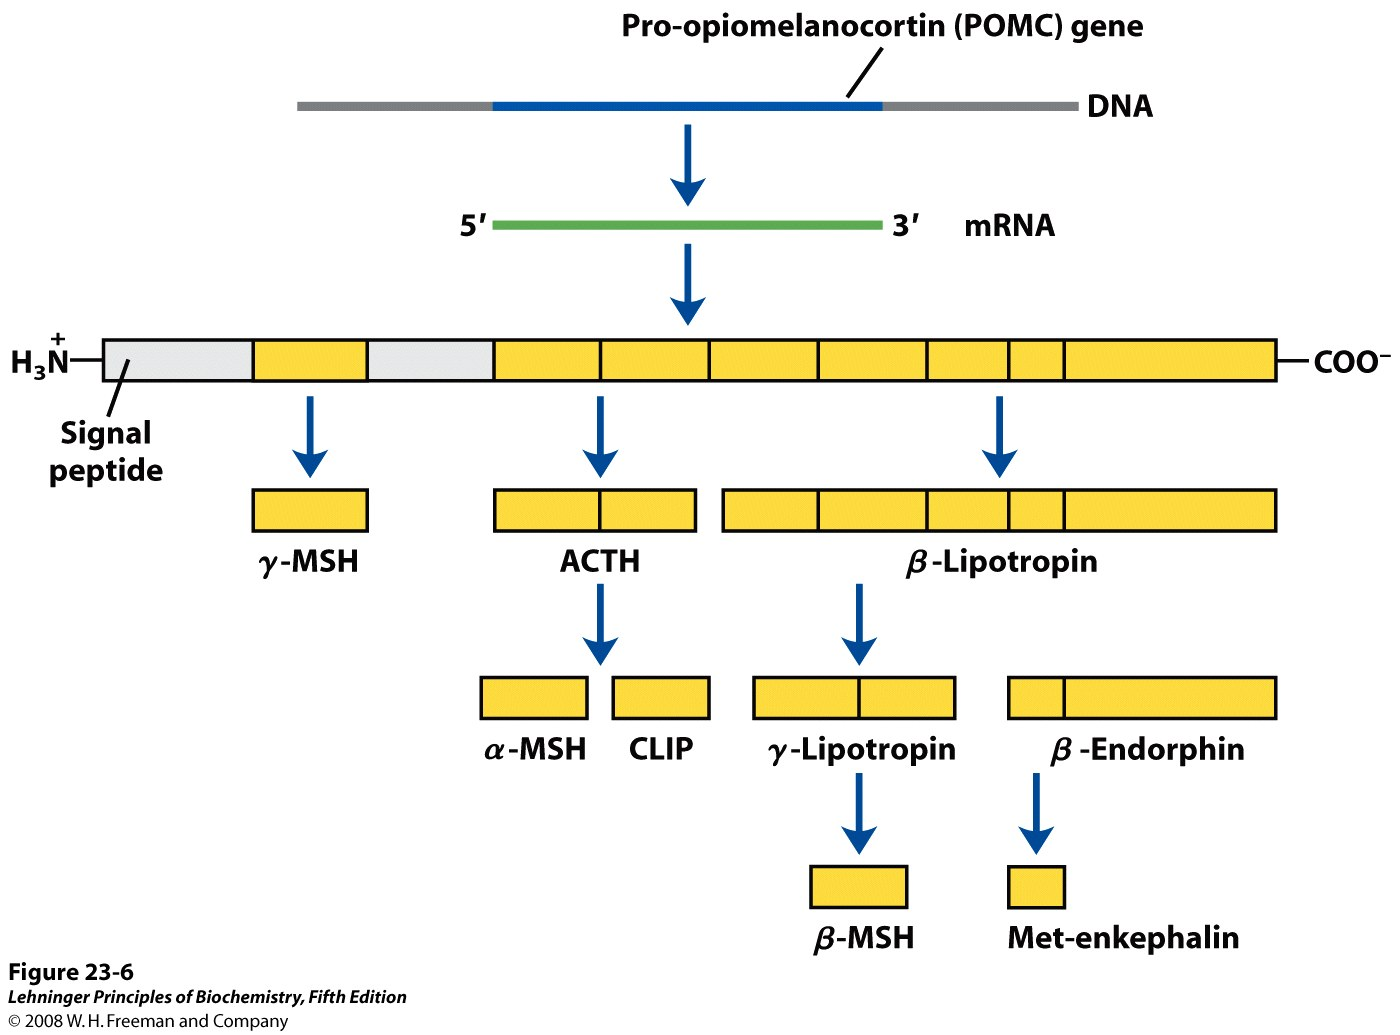 Pro-opiomelanocortin (POMC) gene
DNA
5′ 3′ mRNA
H₃N⁺ COO⁻
Signal
peptide
γ-MSH ACTH β-Lipotropin
α-MSH CLIP γ-Lipotropin β-Endorphin
β-MSH Met-enkephalin
Figure 23-6
Lehninger Principles of Biochemistry, Fifth Edition
© 2008 W. H. Freeman and Company